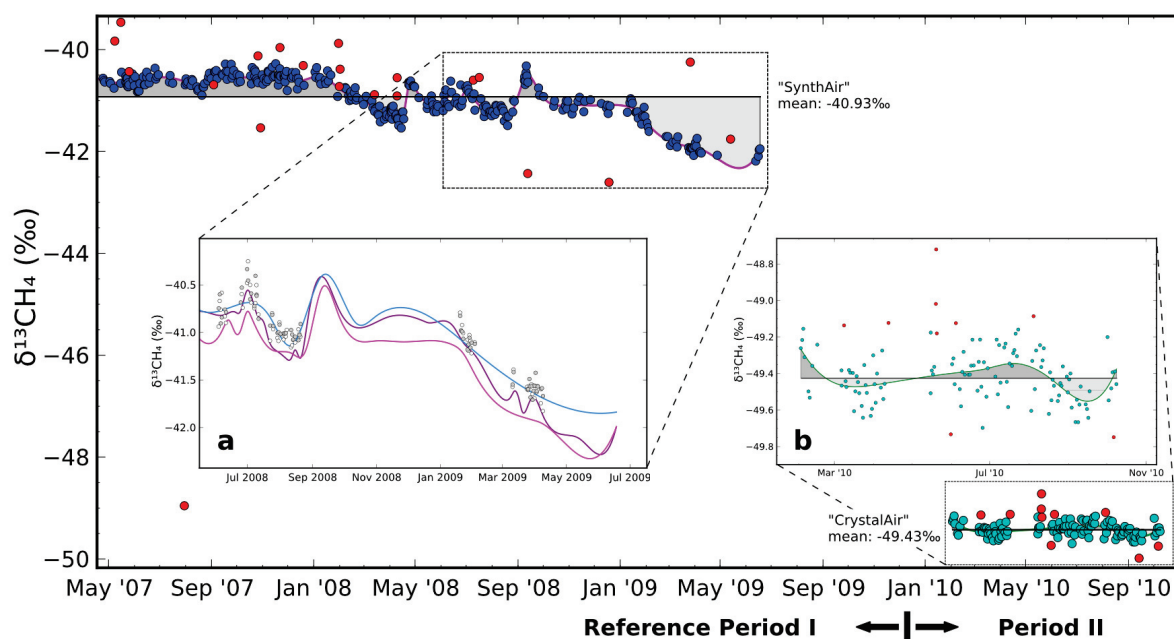 −40
−42
−44
−46
−48
−50
δ¹³CH₄ (‰)
"SynthAir"
mean: -40.93‰
−40.5
−41.0
−41.5
−42.0
δ¹³CH₄ (‰)
a
Jul 2008
Sep 2008
Nov 2008
Jan 2009
Mar 2009
May 2009
Jul 2009
−48.8
−49.0
−49.2
−49.4
−49.6
−49.8
δ¹³CH₄ (‰)
b
Mar '10
Jul '10
Nov '10
"CrystalAir"
mean: -49.43‰
May '07
Sep '07
Jan '08
May '08
Sep '08
Jan '09
May '09
Sep '09
Jan '10
May '10
Sep '10
Reference Period I
Period II